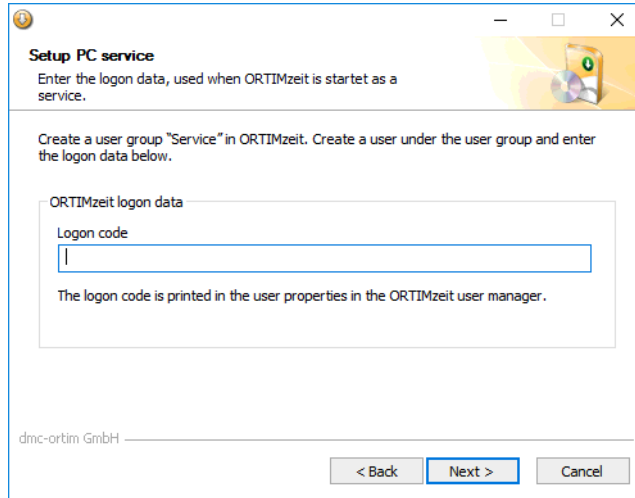 Setup PC service
Enter the logon data, used when ORTIMzeit is startet as a
service.
Create a user group "Service" in ORTIMzeit. Create a user under the user group and enter
the logon data below.
ORTIMzeit logon data
Logon code
The logon code is printed in the user properties in the ORTIMzeit user manager.
dmc-ortim GmbH
< Back Next > Cancel